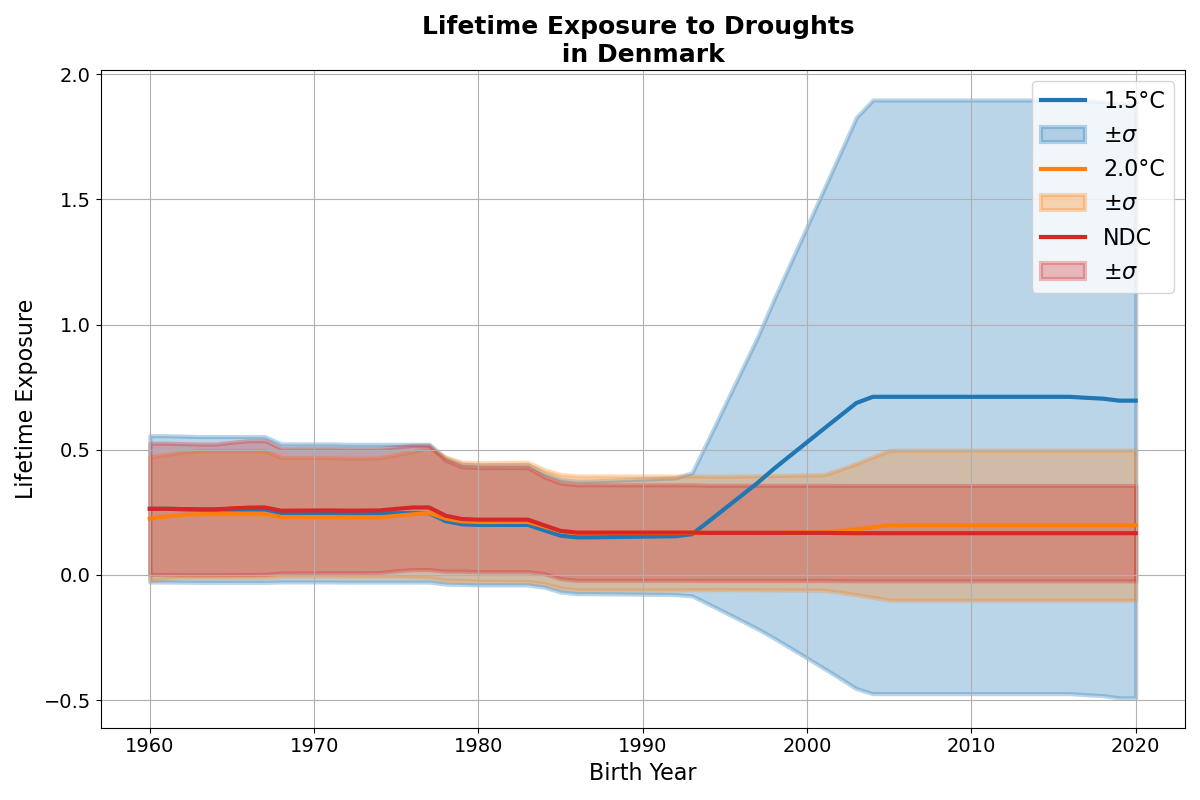 Lifetime Exposure to Droughts
in Denmark
2.0
1.5
1.0
0.5
0.0
−0.5
Lifetime Exposure
1960 1970 1980 1990 2000 2010 2020
Birth Year
1.5°C
±σ
2.0°C
±σ
NDC
±σ